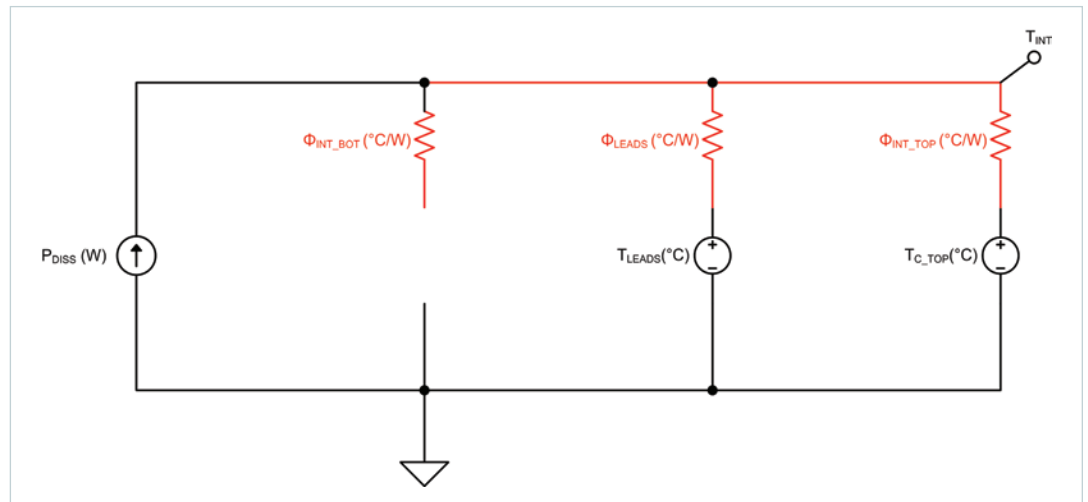 TINT
ΦINT_BOT (°C/W)
ΦLEADS (°C/W)
ΦINT_TOP (°C/W)
PDISS (W)
TLEADS(°C)
+
−
TC_TOP(°C)
+
−